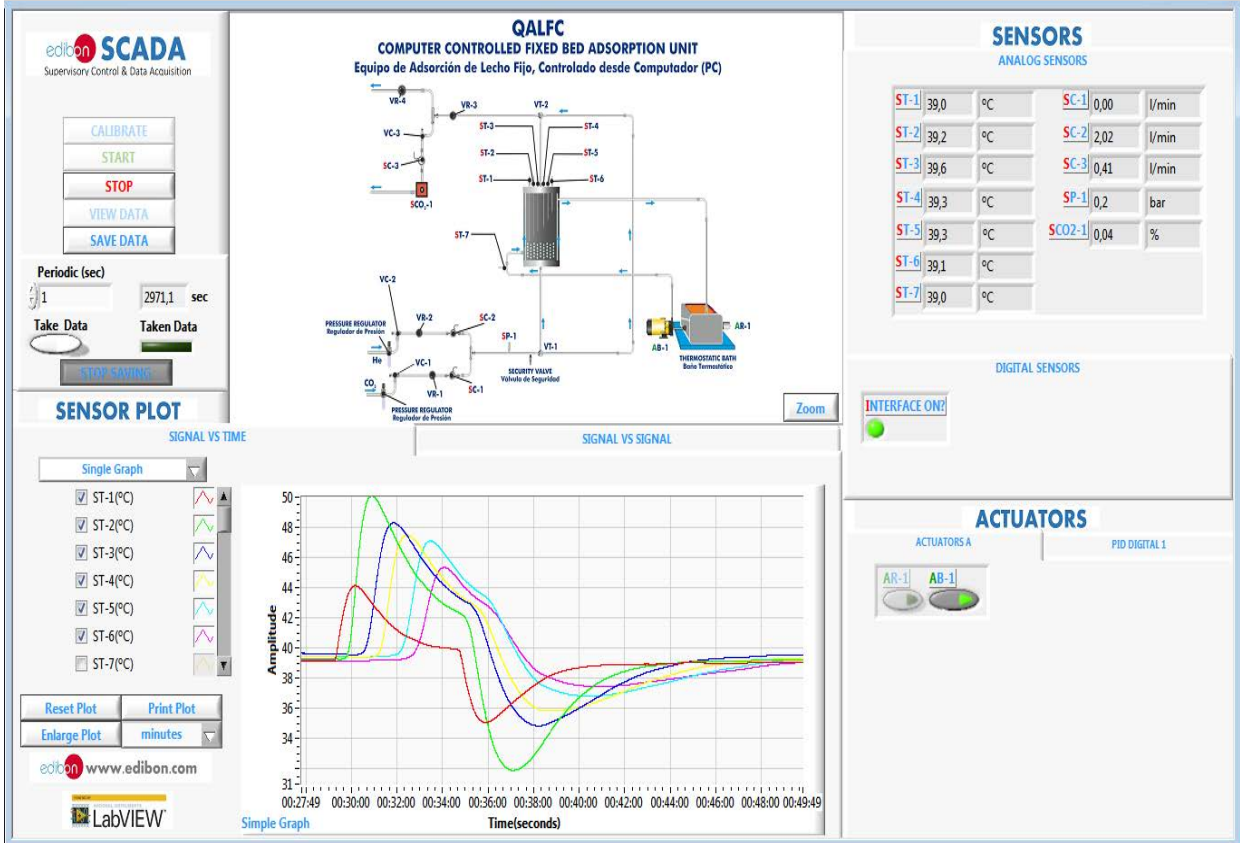 edibon SCADA
Supervisory Control & Data Acquisition
CALIBRATE
START
STOP
VIEW DATA
SAVE DATA
Periodic (sec)
1
2971,1 sec
Take Data
Taken Data
STOP SAVING
QALFC
COMPUTER CONTROLLED FIXED BED ADSORPTION UNIT
Equipo de Adsorción de Lecho Fijo, Controlado desde Computador (PC)
VR-4
VR-3
VT-2
VC-3
ST-3
ST-4
SC-3
ST-2
ST-5
ST-1
ST-6
SCO₂-1
ST-7
VC-2
PRESSURE REGULATOR
Regulador de Presión
VR-2
SC-2
He
SP-1
VT-1
AB-1
AR-1
THERMOSTATIC BATH
Baño Termostático
VC-1
SECURITY VALVE
Válvula de Seguridad
CO₂
VR-1
SC-1
PRESSURE REGULATOR
Regulador de Presión
Zoom
SENSORS
ANALOG SENSORS
ST-1 39,0 ºC
ST-2 39,2 ºC
ST-3 39,6 ºC
ST-4 39,3 ºC
ST-5 39,3 ºC
ST-6 39,1 ºC
ST-7 39,0 ºC
SC-1 0,00 l/min
SC-2 2,02 l/min
SC-3 0,41 l/min
SP-1 0,2 bar
SCO2-1 0,04 %
DIGITAL SENSORS
INTERFACE ON?
SENSOR PLOT
SIGNAL VS TIME
SIGNAL VS SIGNAL
Single Graph
ST-1(ºC)
ST-2(ºC)
ST-3(ºC)
ST-4(ºC)
ST-5(ºC)
ST-6(ºC)
ST-7(ºC)
Reset Plot
Print Plot
Enlarge Plot
minutes
edibon www.edibon.com
LabVIEW
Amplitude
50
48
46
44
42
40
38
36
34
31
00:27:49 00:30:00 00:32:00 00:34:00 00:36:00 00:38:00 00:40:00 00:42:00 00:44:00 00:46:00 00:48:00 00:49:49
Simple Graph
Time(seconds)
ACTUATORS
ACTUATORS A
PID DIGITAL 1
AR-1
AB-1